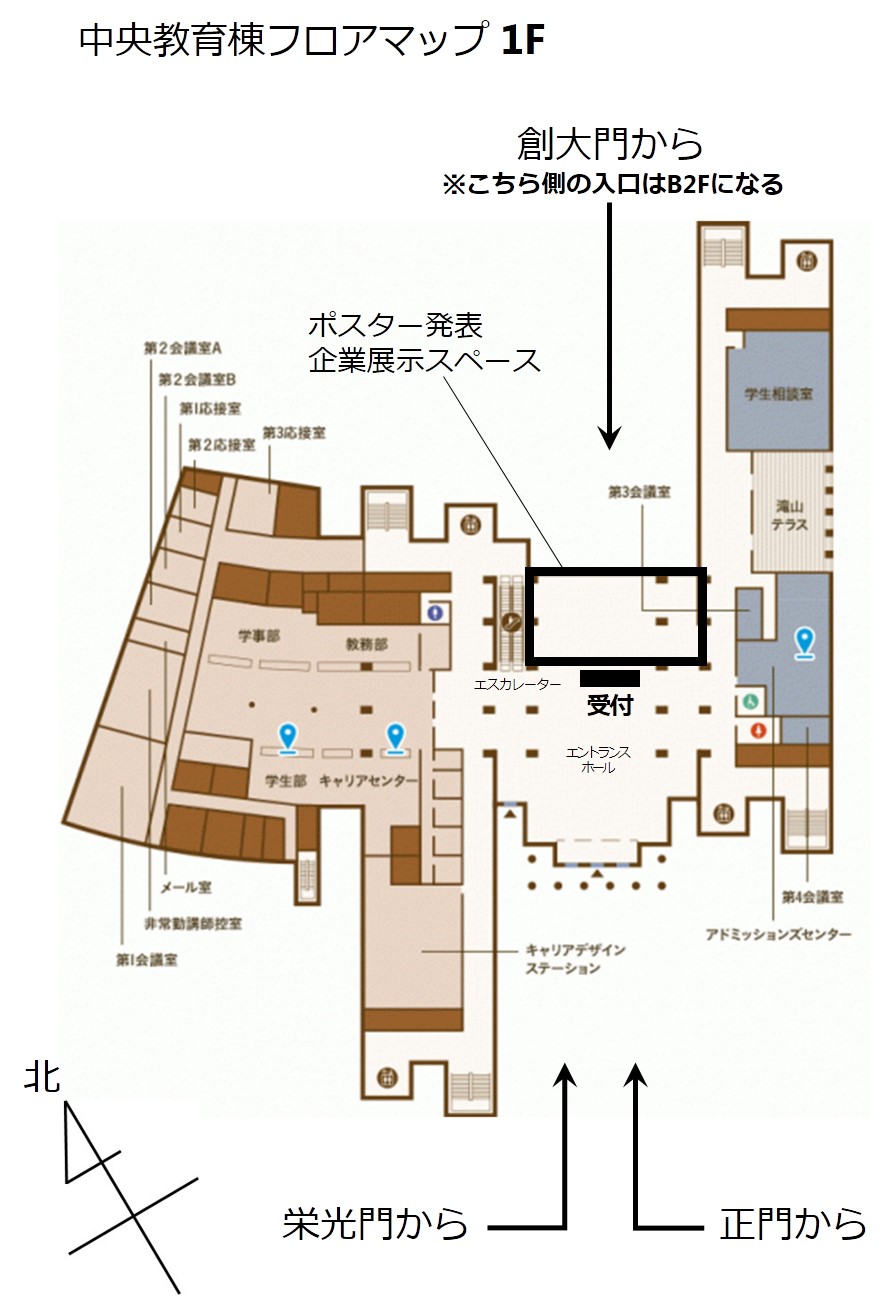 中央教育棟フロアマップ 1F
創大門から
※こちら側の入口はB2Fになる
ポスター発表
企業展示スペース
第2会議室A
第2会議室B
第1応接室
第2応接室
第3応接室
学生相談室
第3会議室
滝山
テラス
学事部
教務部
エスカレーター
受付
エントランス
ホール
学生部
キャリアセンター
メール室
非常勤講師控室
第1会議室
第4会議室
アドミッションズセンター
キャリアデザイン
ステーション
北
栄光門から
正門から